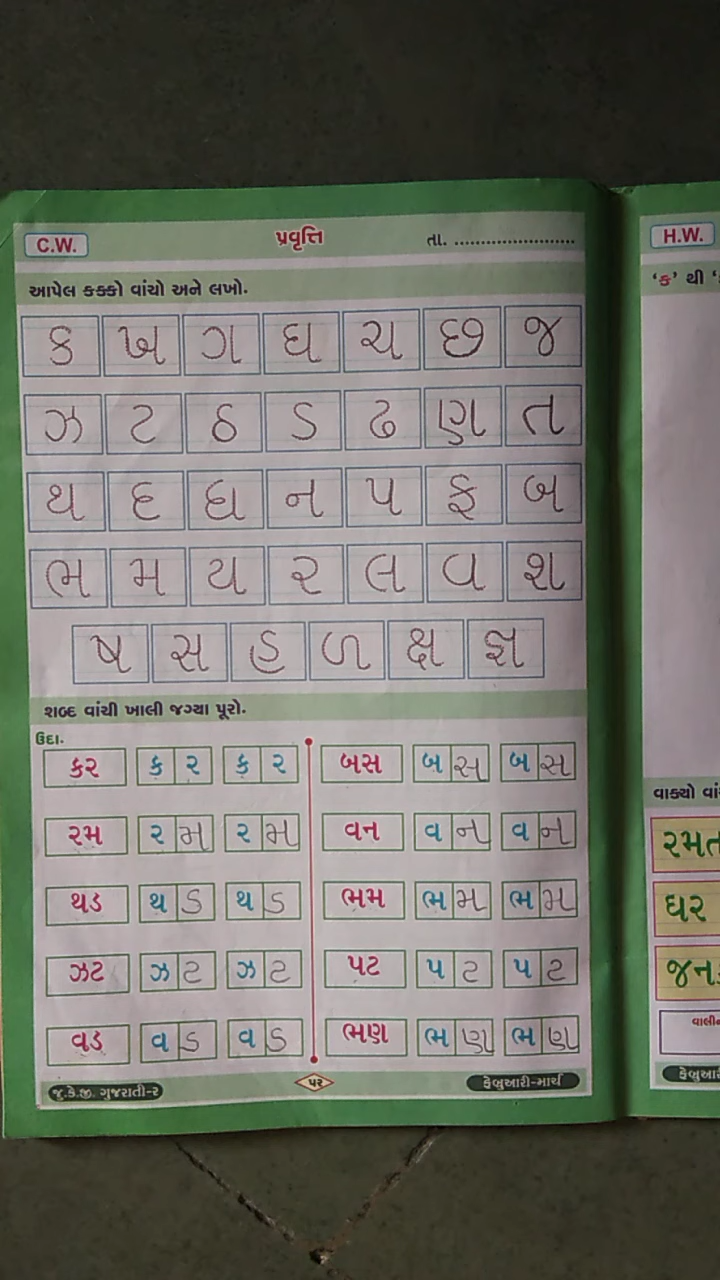 C.W.
પ્રવૃત્તિ
તા. ........................
આપેલ કક્કો વાંચો અને લખો.
ક ખ ગ ઘ ચ છ જ
ઝ ટ ઠ ડ ઢ ણ ત
થ દ ધ ન પ ફ બ
ભ મ ય ર લ વ શ
ષ સ હ ળ ક્ષ જ્ઞ
શબ્દ વાંચી ખાલી જગ્યા પૂરો.
ઉદા.
કર ક ર ક ર બસ બ સ બ સ
રમ ર મ ર મ વન વ ન વ ન
થડ થ ડ થ ડ ભમ ભ મ ભ મ
ઝટ ઝ ટ ઝ ટ પટ પ ટ પ ટ
વડ વ ડ વ ડ ભણ ભ ણ ભ ણ
જુ.કે.જી. ગુજરાતી-૨
૫૨
ફેબ્રુઆરી-માર્ચ
H.W.
‘ક’ થી ‘
વાક્યો
ઘર